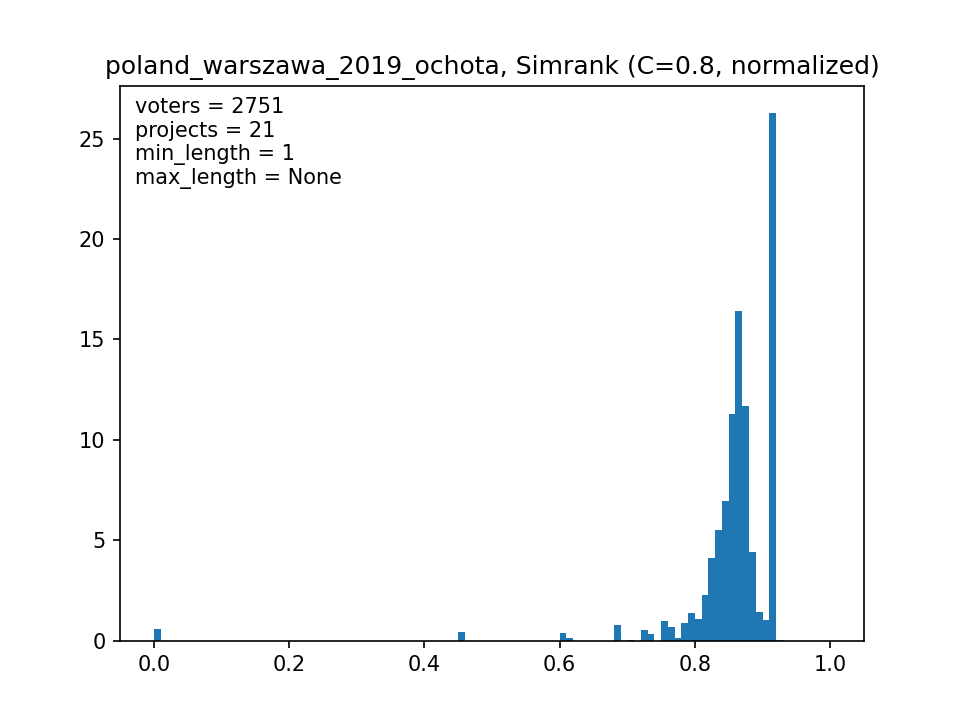 poland_warszawa_2019_ochota, Simrank (C=0.8, normalized)
voters = 2751
projects = 21
min_length = 1
max_length = None
25
20
15
10
5
0
0.0 0.2 0.4 0.6 0.8 1.0